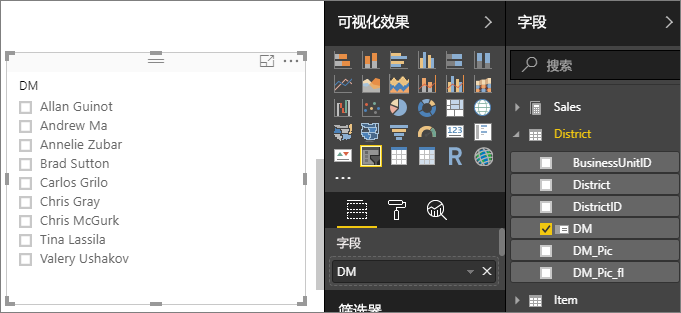 DM
Allan Guinot
Andrew Ma
Annelie Zubar
Brad Sutton
Carlos Grilo
Chris Gray
Chris McGurk
Tina Lassila
Valery Ushakov
可视化效果
123
R
字段
DM
筛选器
字段
搜索
Sales
District
BusinessUnitID
District
DistrictID
DM
DM_Pic
DM_Pic_fl
Item